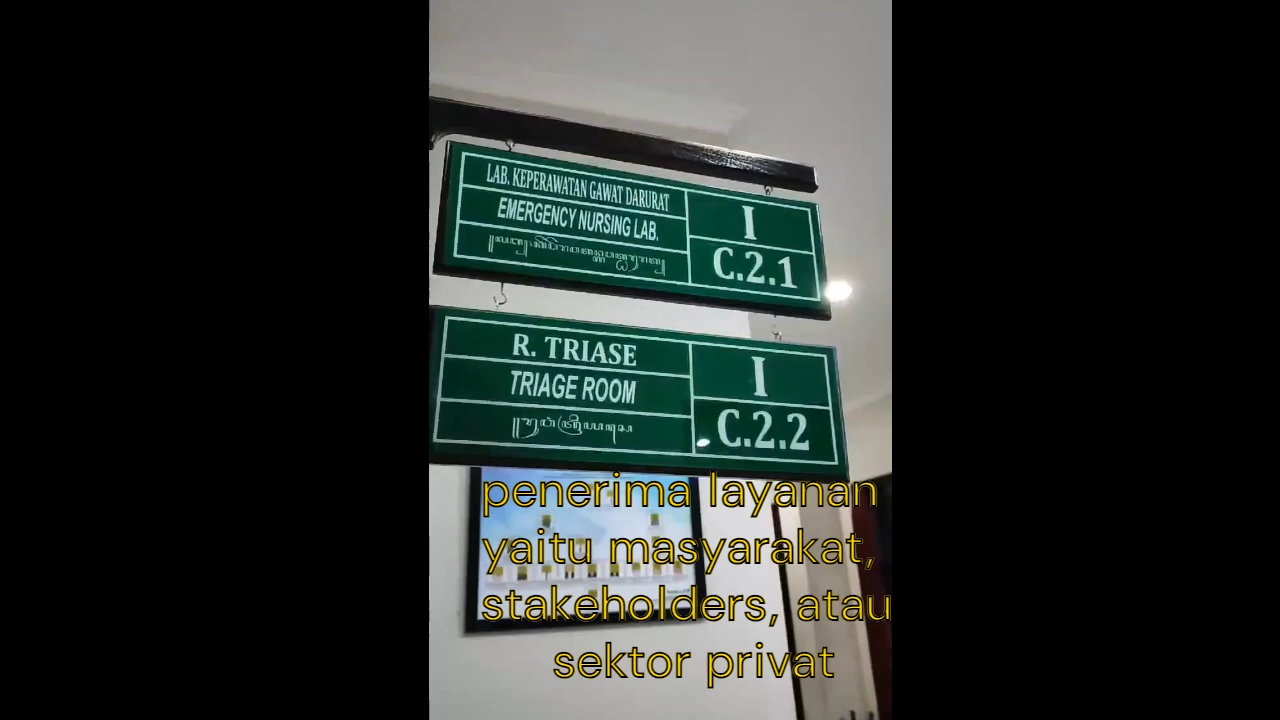 LAB. KEPERAWATAN GAWAT DARURAT
EMERGENCY NURSING LAB.
I
C.2.1
R. TRIASE
TRIAGE ROOM
I
C.2.2
penerima layanan
yaitu masyarakat,
stakeholders, atau
sektor privat